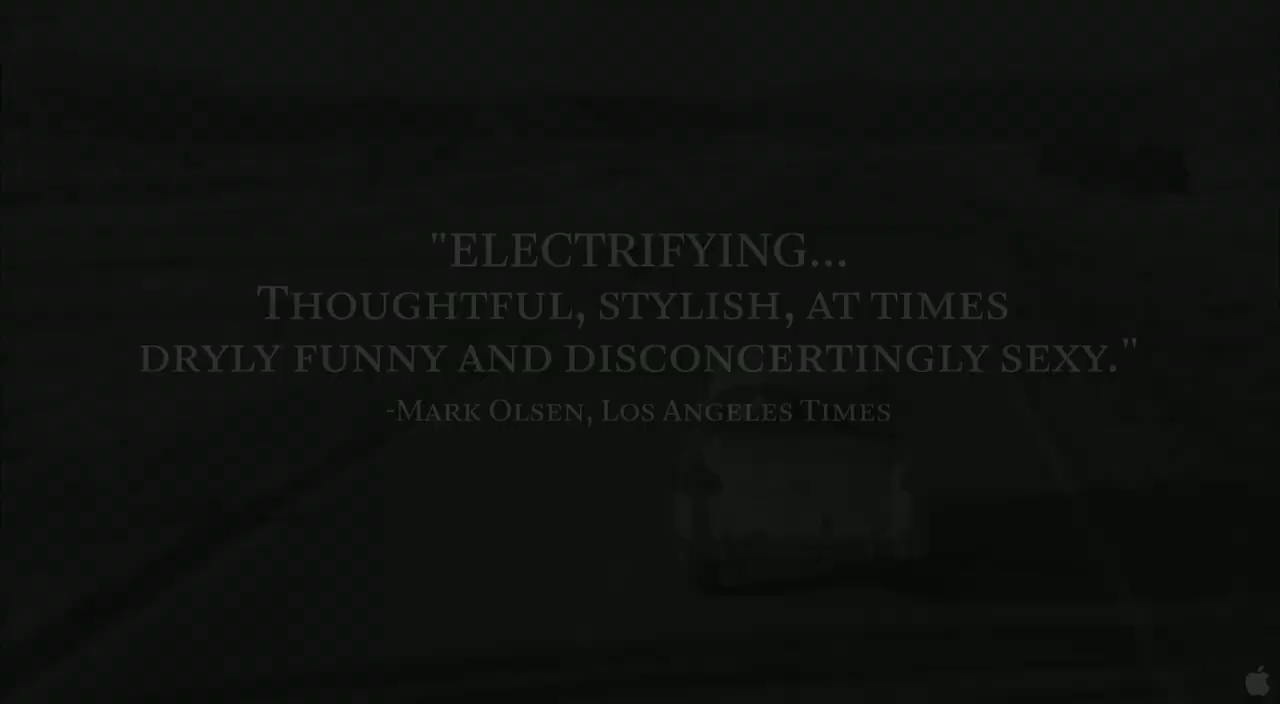 "ELECTRIFYING...
THOUGHTFUL, STYLISH, AT TIMES
DRYLY FUNNY AND DISCONCERTINGLY SEXY."
-MARK OLSEN, LOS ANGELES TIMES